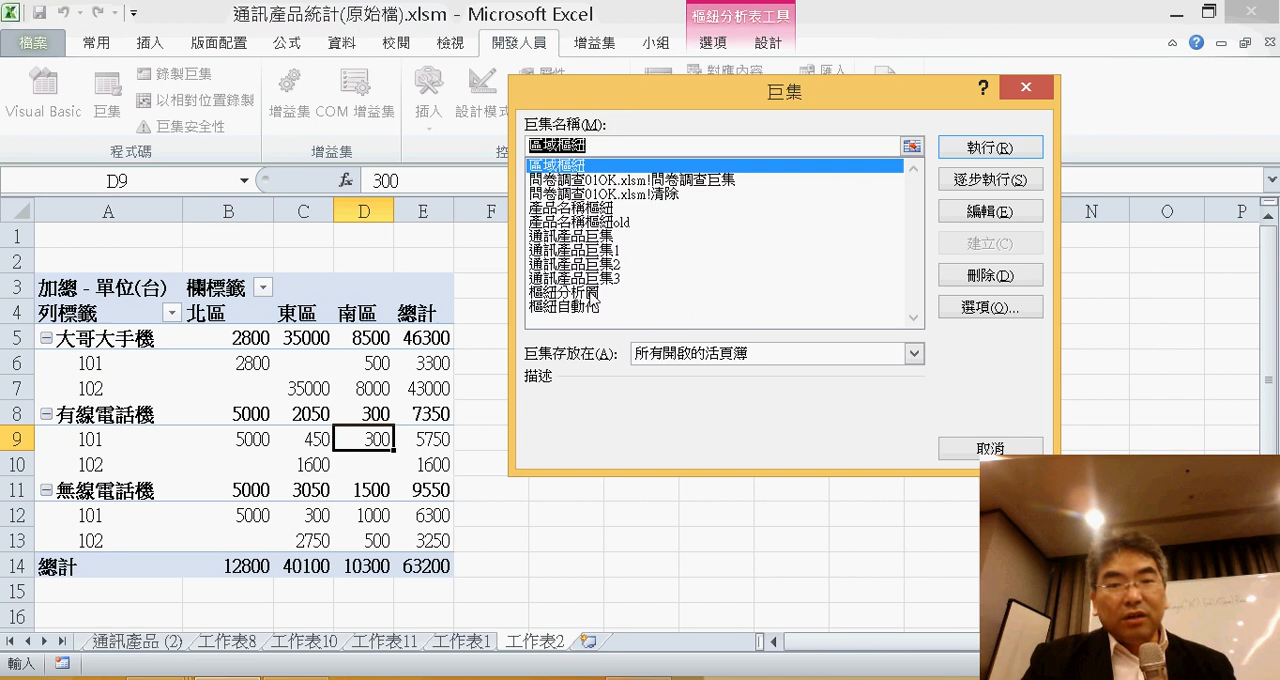 通訊產品統計(原始檔).xlsm - Microsoft Excel
樞紐分析表工具
檔案 常用 插入 版面配置 公式 資料 校閱 檢視 開發人員 增益集 小組 選項 設計
Visual Basic 巨集 錄製巨集 以相對位置錄製 巨集安全性 增益集 COM 增益集 插入 設計模式 屬性 對應內容 匯入
程式碼 增益集
D9 fx 300
A B C D E F N O P
1
2
3 加總 - 單位(台) 欄標籤
4 列標籤 北區 東區 南區 總計
5 大哥大手機 2800 35000 8500 46300
6 101 2800 500 3300
7 102 35000 8000 43000
8 有線電話機 5000 2050 300 7350
9 101 5000 450 300 5750
10 102 1600 1600
11 無線電話機 5000 3050 1500 9550
12 101 5000 300 1000 6300
13 102 2750 500 3250
14 總計 12800 40100 10300 63200
15
16
通訊產品 (2) 工作表8 工作表10 工作表11 工作表1 工作表2
輸入
巨集
巨集名稱(M):
區域樞紐
區域樞紐
問卷調查01OK.xlsm!問卷調查巨集
問卷調查01OK.xlsm!清除
產品名稱樞紐
產品名稱樞紐old
通訊產品巨集
通訊產品巨集1
通訊產品巨集2
通訊產品巨集3
樞紐分析圖
樞紐自動化
巨集存放在(A): 所有開啟的活頁簿
描述
執行(R)
逐步執行(S)
編輯(E)
建立(C)
刪除(D)
選項(O)...
取消